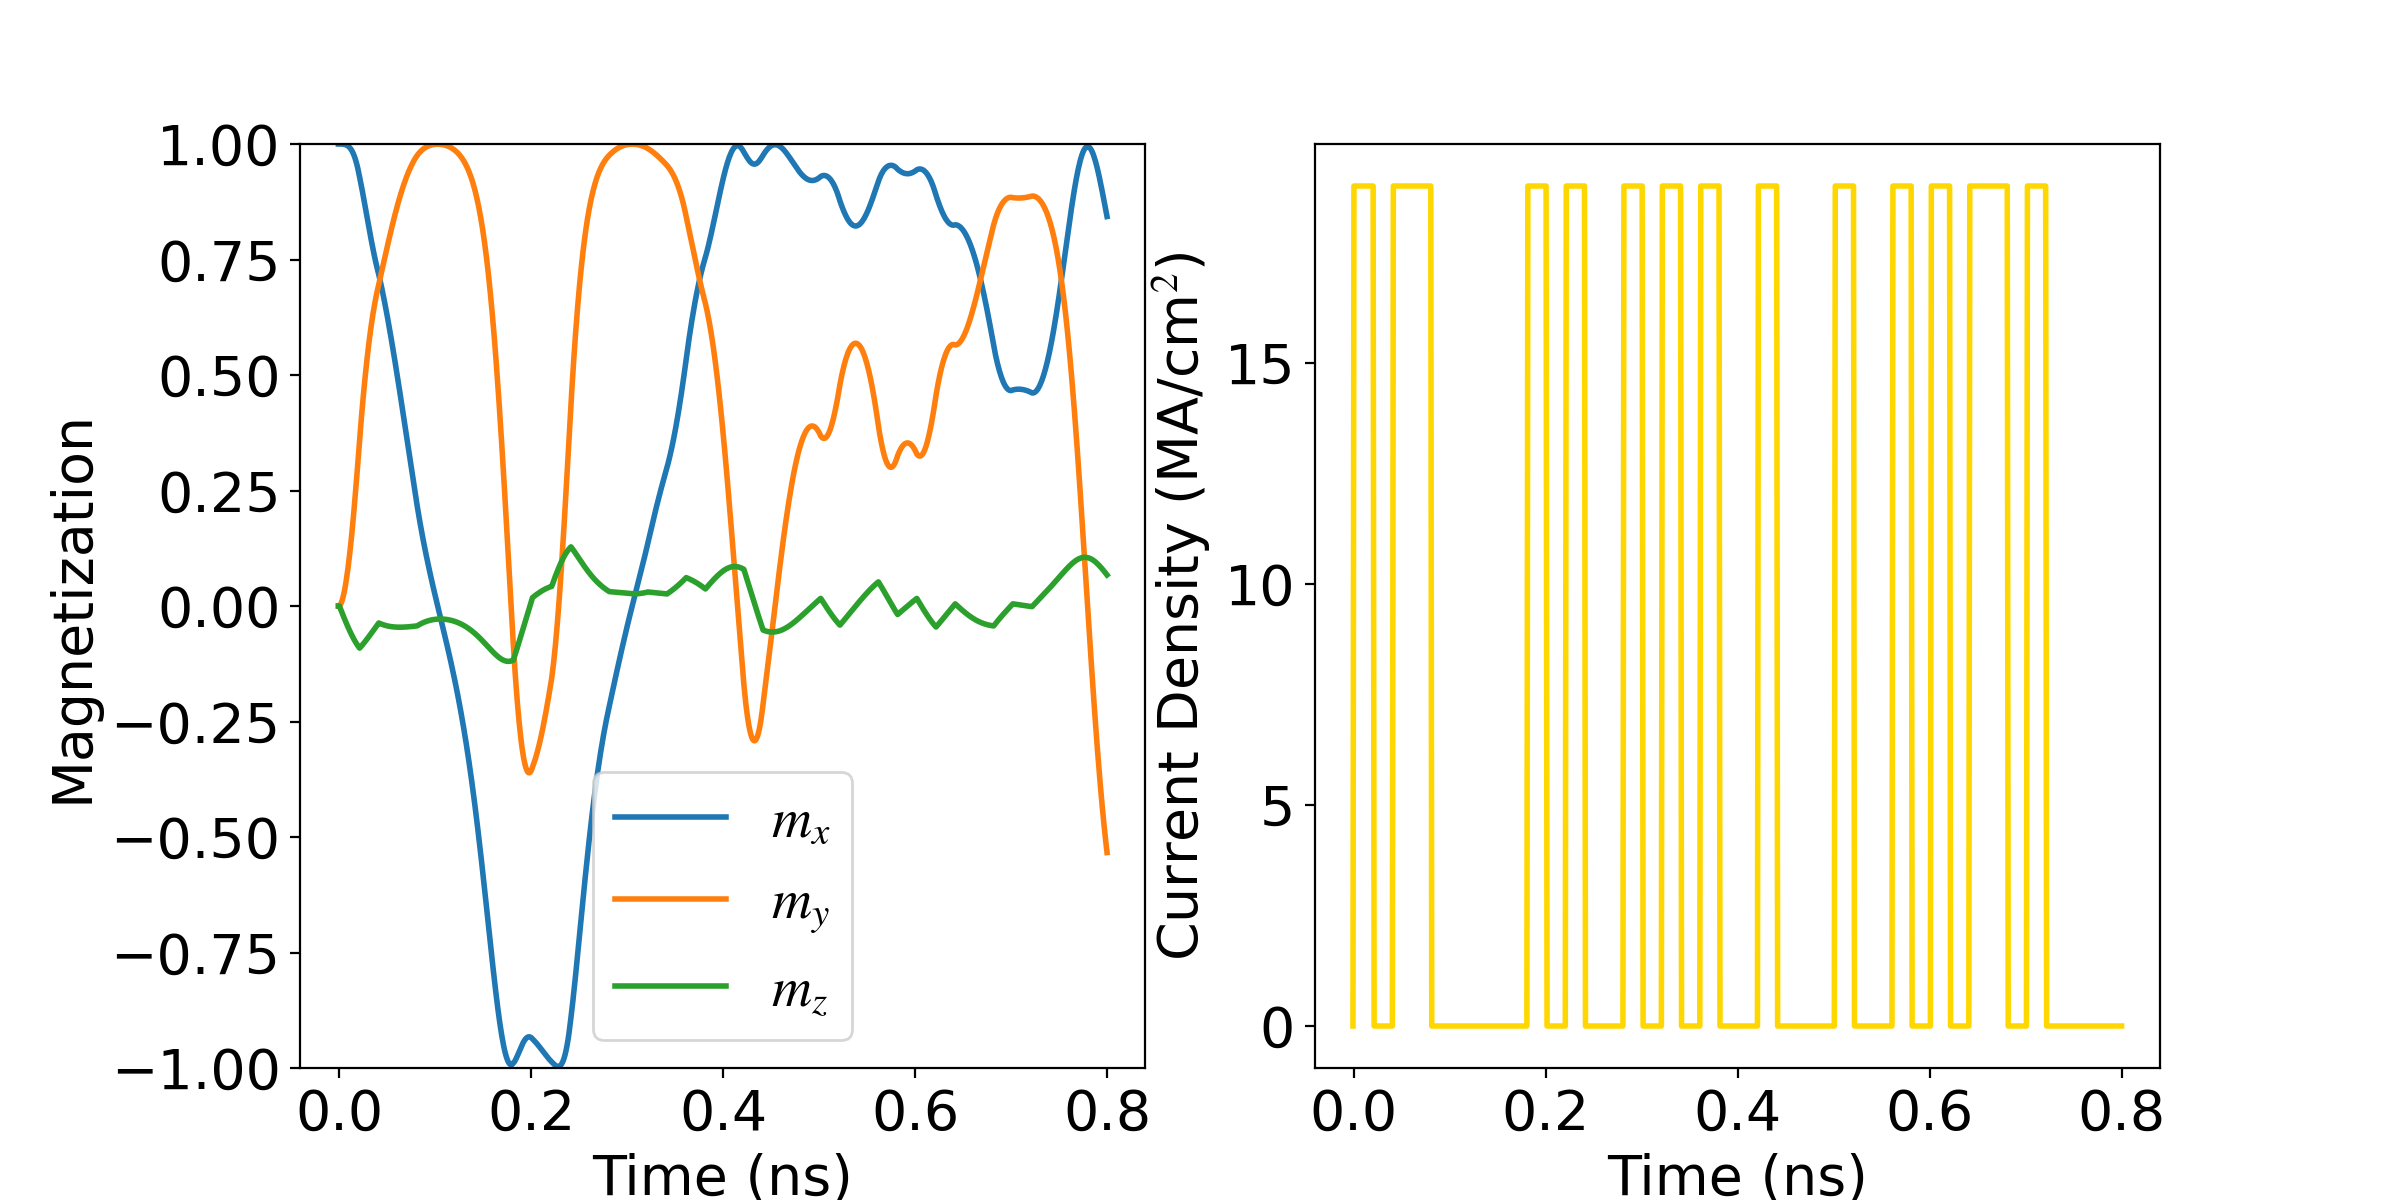 1.00
0.75
0.50
0.25
0.00
−0.25
−0.50
−0.75
−1.00
Magnetization
0.0 0.2 0.4 0.6 0.8
Time (ns)
m_x
m_y
m_z
15
10
5
0
Current Density (MA/cm²)
0.0 0.2 0.4 0.6 0.8
Time (ns)